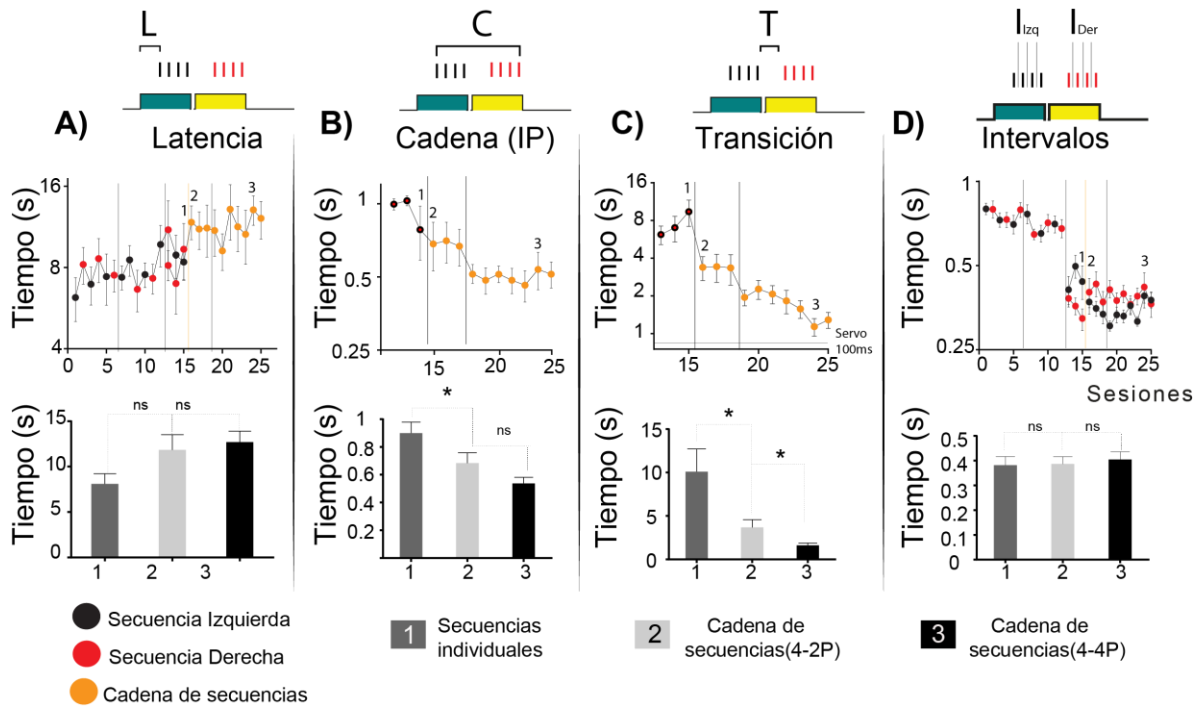 L
A)
Latencia
Tiempo (s)
16
8
4
0 5 10 15 20 25
1 2 3
C
B)
Cadena (IP)
Tiempo (s)
1
0.5
0.25
10 15 20 25
1 2 3
T
C)
Transición
Tiempo (s)
16
8
4
2
1
10 15 20 25
1 2 3
Servo
100ms
I Izq I Der
D)
Intervalos
Tiempo (s)
1
0.5
0.25
0 5 10 15 20 25
1 2 3
Sesiones
Tiempo (s)
15
10
5
0
ns ns
1 2 3
Tiempo (s)
1
0.8
0.6
0.4
0.2
* ns
1 2 3
Tiempo (s)
15
10
5
0
* *
1 2 3
Tiempo (s)
0.5
0.4
0.3
0.2
0.1
0
ns ns
1 2 3
Secuencia Izquierda
Secuencia Derecha
Cadena de secuencias
1 Secuencias
individuales
2 Cadena de
secuencias(4-2P)
3 Cadena de
secuencias(4-4P)